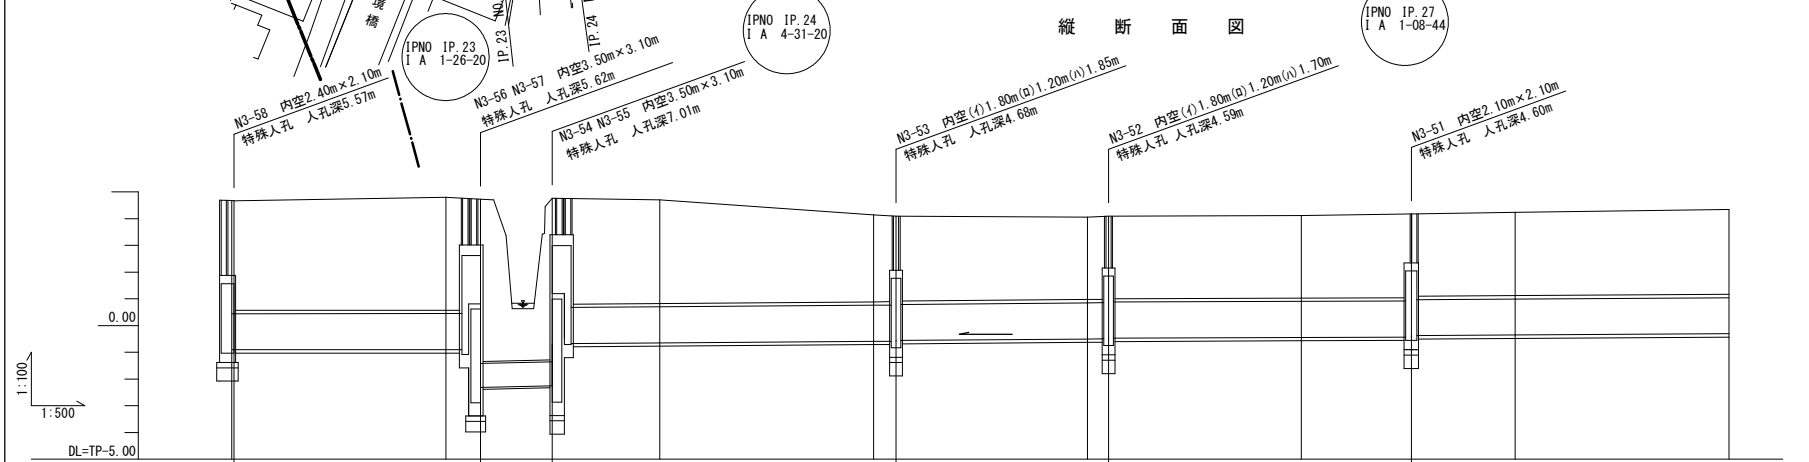 境橋
IPNO IP.23
I A 1-26-20
IP.23 NO
IP.24
IPNO IP.24
I A 4-31-20
縦断面図
IPNO IP.27
I A 1-08-44
N3-58 内空2.40m×2.10m
特殊人孔 人孔深5.57m
N3-56 N3-57 内空3.50m×3.10m
特殊人孔 人孔深5.62m
N3-54 N3-55 内空3.50m×3.10m
特殊人孔 人孔深7.01m
N3-53 内空(イ)1.80m(ロ)1.20m(ハ)1.85m
特殊人孔 人孔深4.68m
N3-52 内空(イ)1.80m(ロ)1.20m(ハ)1.70m
特殊人孔 人孔深4.59m
N3-51 内空2.10m×2.10m
特殊人孔 人孔深4.60m
0.00
1:100
1:500
DL=TP-5.00